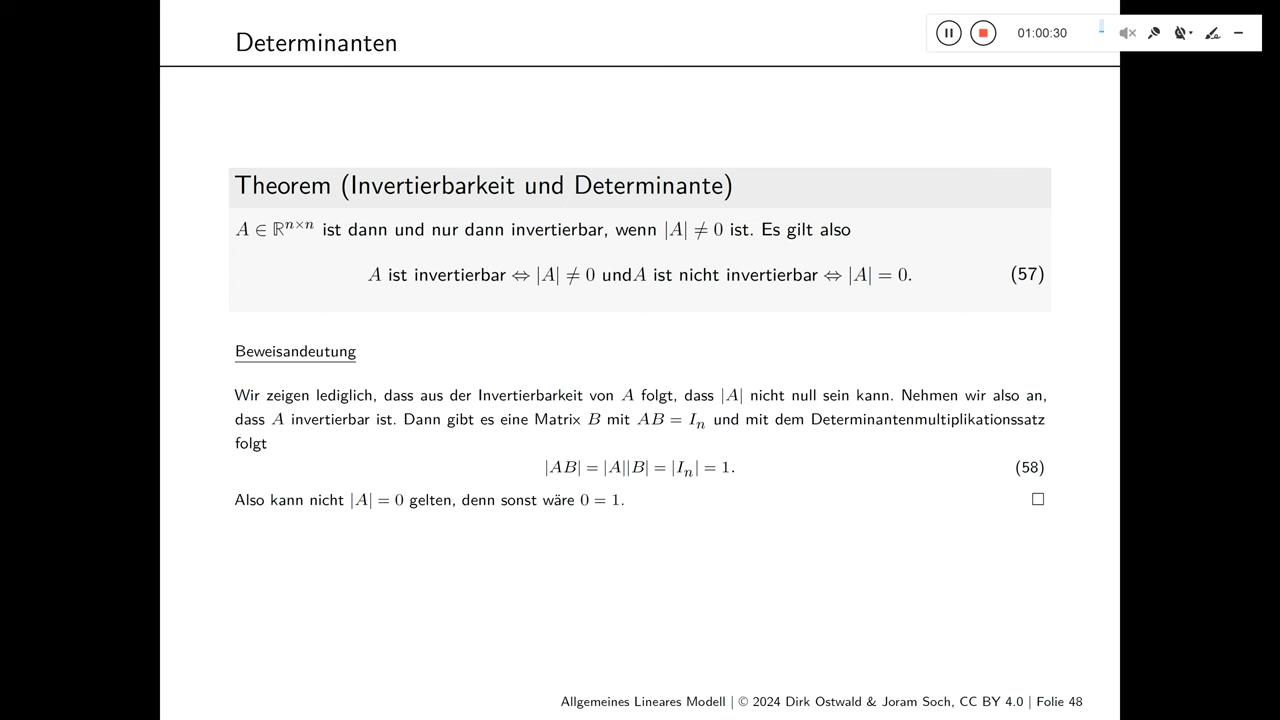 Determinanten
01:00:30
Theorem (Invertierbarkeit und Determinante)
A ∈ ℝⁿˣⁿ ist dann und nur dann invertierbar, wenn |A| ≠ 0 ist. Es gilt also
A ist invertierbar ⇔ |A| ≠ 0 undA ist nicht invertierbar ⇔ |A| = 0. (57)
Beweisandeutung
Wir zeigen lediglich, dass aus der Invertierbarkeit von A folgt, dass |A| nicht null sein kann. Nehmen wir also an,
dass A invertierbar ist. Dann gibt es eine Matrix B mit AB = Iₙ und mit dem Determinantenmultiplikationssatz
folgt
|AB| = |A||B| = |Iₙ| = 1. (58)
Also kann nicht |A| = 0 gelten, denn sonst wäre 0 = 1. □
Allgemeines Lineares Modell | © 2024 Dirk Ostwald & Joram Soch, CC BY 4.0 | Folie 48